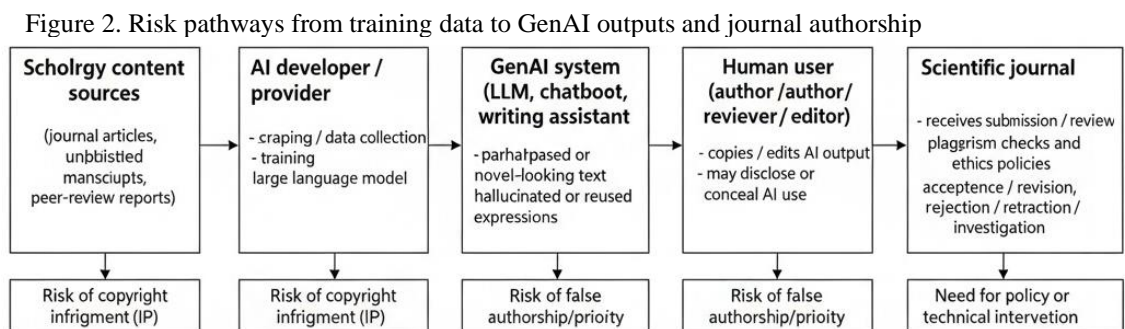 Figure 2. Risk pathways from training data to GenAI outputs and journal authorship
Scholrgy content
sources
(journal articles,
unbbistied
mansciupts,
peer-review reports)
AI developer /
provider
- craping / data collection
- training
large language model
GenAI system
(LLM, chatboot,
writing assistant
- parhatpased or
novel-looking text
hallucinated or reused
expressions
Human user
(author /author/
reviever / editor)
- copies / edits AI output
- may disclose or
conceal AI use
Scientific journal
- receives submission / review
plaggrism checks and
ethics policies
acceptence / revision,
rejection / retraction /
investigation
Risk of copyright
infrigment (IP)
Risk of copyright
infrigment (IP)
Risk of false
authorship/prioity
Risk of false
authorship/prioity
Need for policy or
technical intervetion